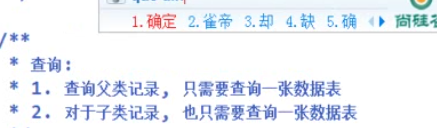 1.确定 2.雀帝 3.却 4.缺 5.确
/**
* 查询:
* 1. 查询父类记录, 只需要查询一张数据表
* 2. 对于子类记录, 也只需要查询一张数据表